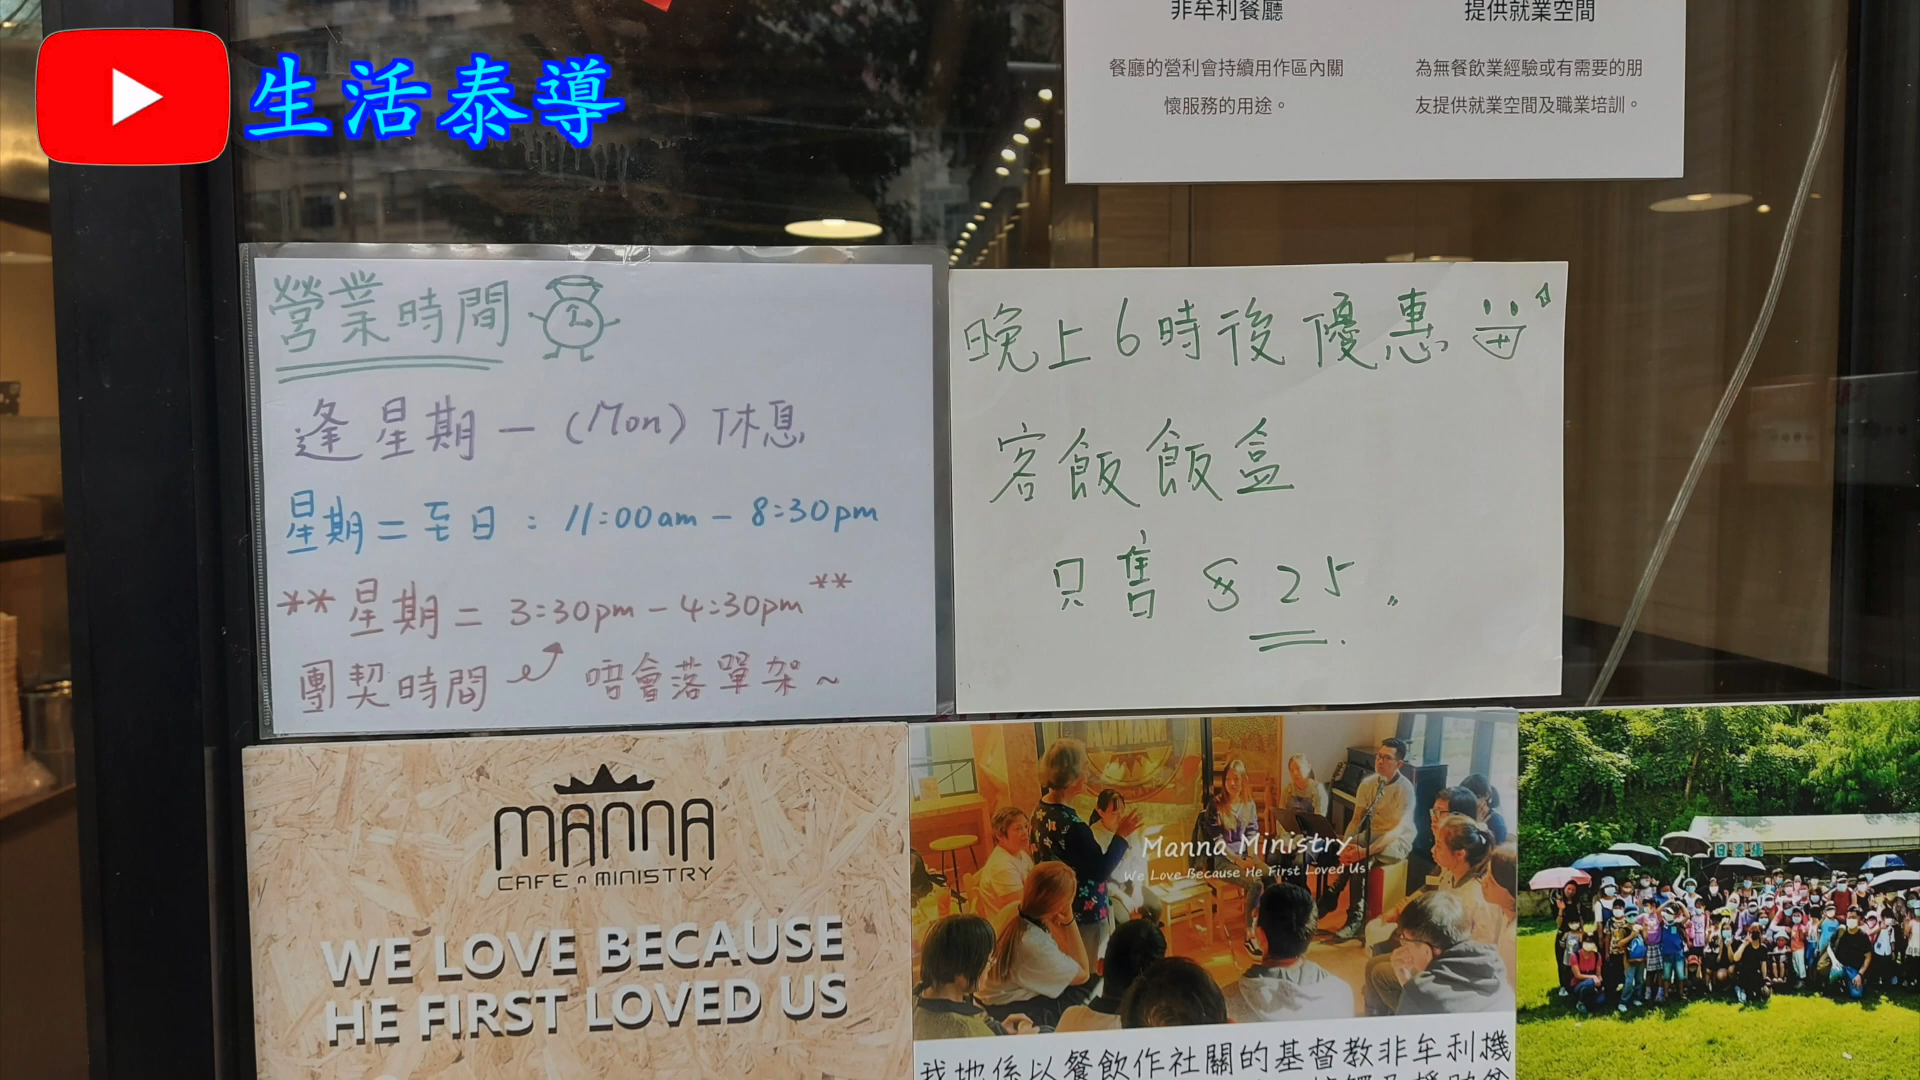 生活泰導
非牟利餐廳
餐廳的營利會持續用作區內關
懷服務的用途。
提供就業空間
為無餐飲業經驗或有需要的朋
友提供就業空間及職業培訓。
營業時間
逢星期一 (Mon) 休息
星期二至日 : 11:00am - 8:30pm
** 星期二 3:30pm - 4:30pm **
團契時間 唔會落單架~
晚上6時後優惠
客飯飯盒
只售 $25。
MANNA
CAFE n MINISTRY
WE LOVE BECAUSE
HE FIRST LOVED US
MANNA
Manna Ministry
We Love Because He First Loved Us
我地係以餐飲作社關的基督教非牟利機